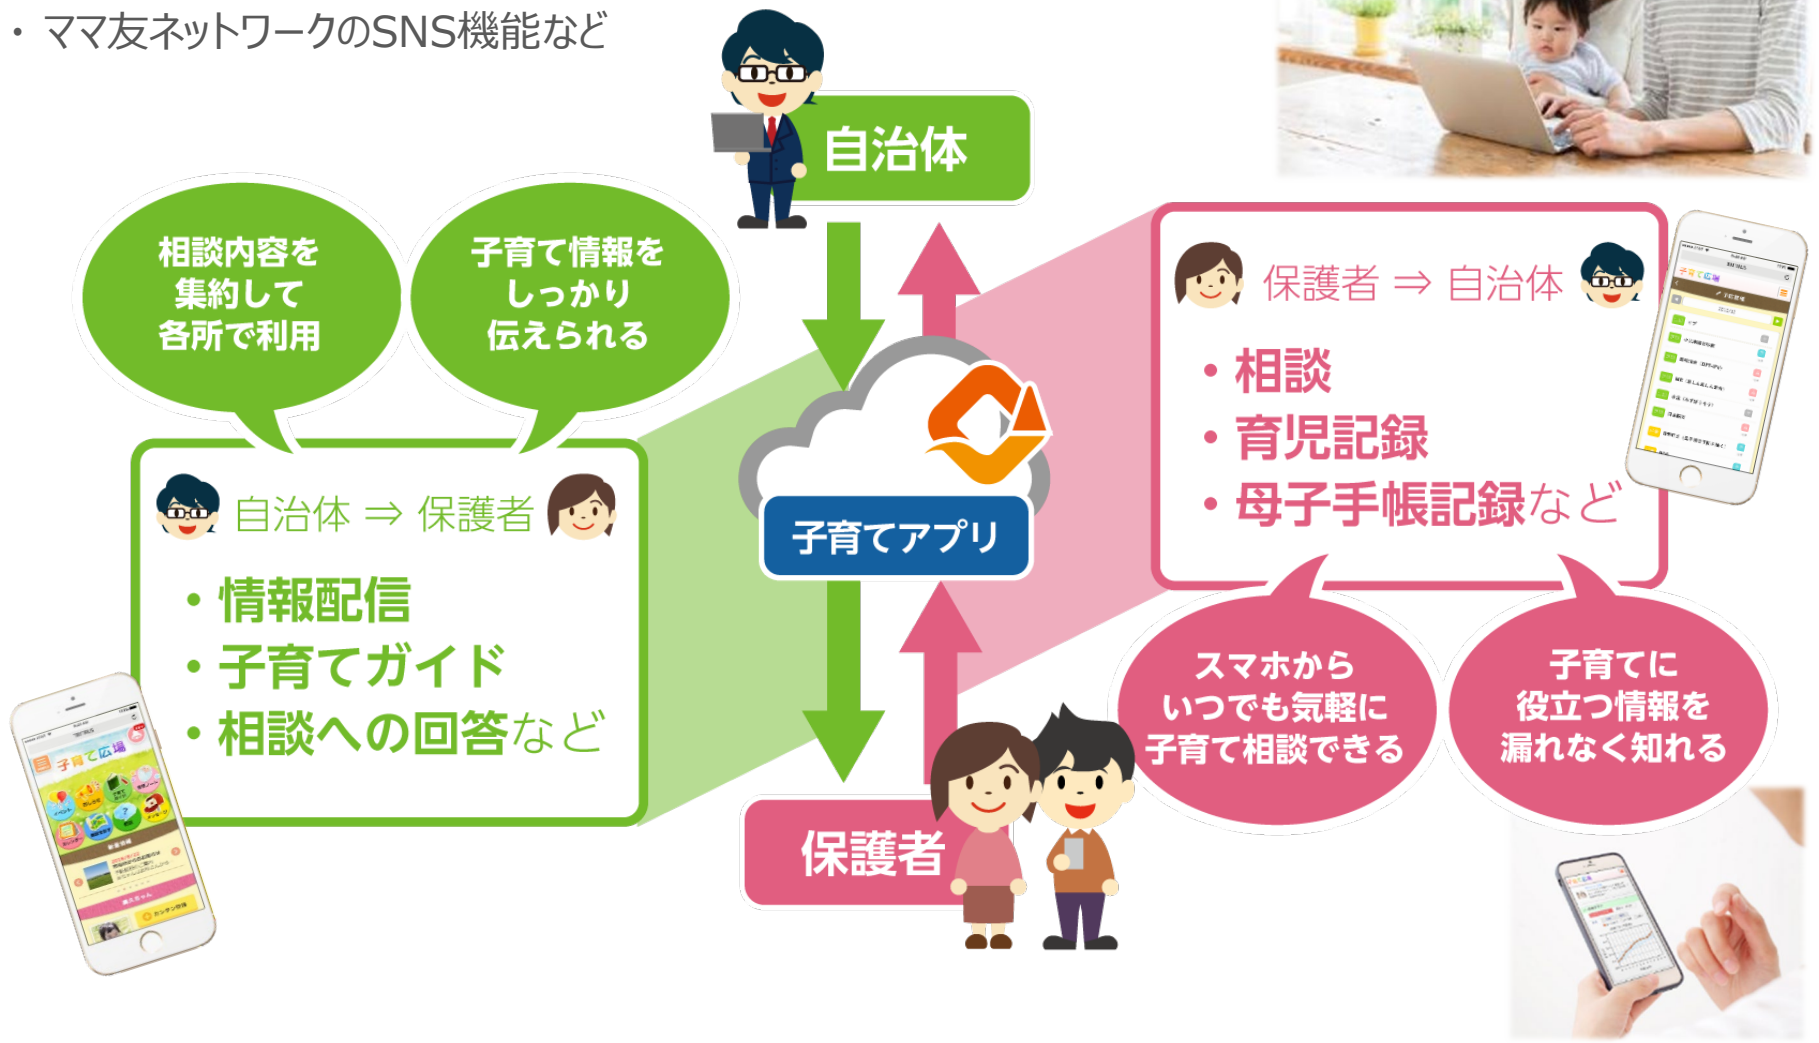 ・ ママ友ネットワークのSNS機能など
自治体
相談内容を
集約して
各所で利用
子育て情報を
しっかり
伝えられる
自治体 ⇒ 保護者
・情報配信
・子育てガイド
・相談への回答など
子育てアプリ
保護者 ⇒ 自治体
・相談
・育児記録
・母子手帳記録など
スマホから
いつでも気軽に
子育て相談できる
子育てに
役立つ情報を
漏れなく知れる
保護者
子育て広場
子育て広場